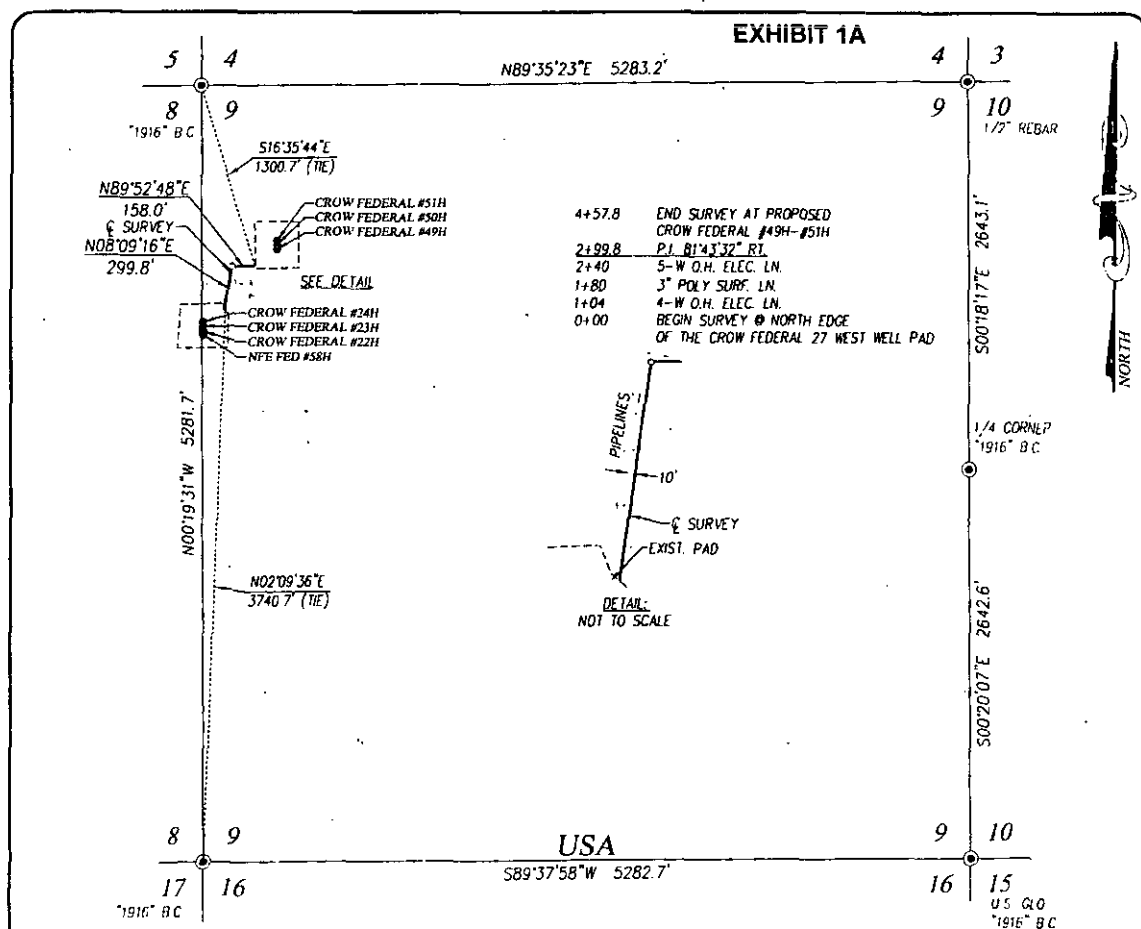 EXHIBIT 1A
5 4
N89°35'23"E 5283.2'
4 3
8 9
"1916" B C
9 10
1/2" REBAR
S16°35'44"E
1300.7' (TIE)
N89°52'48"E
158.0'
℄ SURVEY
N08°09'16"E
299.8'
CROW FEDERAL #51H
CROW FEDERAL #50H
CROW FEDERAL #49H
SEE DETAIL
CROW FEDERAL #24H
CROW FEDERAL #23H
CROW FEDERAL #22H
NFE FED #58H
4+57.8 END SURVEY AT PROPOSED
CROW FEDERAL #49H-#51H
2+99.8 P.I. 81°43'32" RT.
2+40 5-W O.H. ELEC. LN.
1+80 3" POLY SURF. LN.
1+04 4-W O.H. ELEC. LN.
0+00 BEGIN SURVEY @ NORTH EDGE
OF THE CROW FEDERAL 27 WEST WELL PAD
S00°18'17"E 2643.1'
NORTH
N00°19'31"W 5281.7'
PIPELINES
10'
℄ SURVEY
EXIST. PAD
DETAIL:
NOT TO SCALE
1/4 CORNER
"1916" B C
N02°09'36"E
3740.7' (TIE)
S00°20'07"E 2642.6'
8 9
USA
9 10
S89°37'58"W 5282.7'
17 16
"1916" B C
16 15
U.S. GLO
"1916" B C